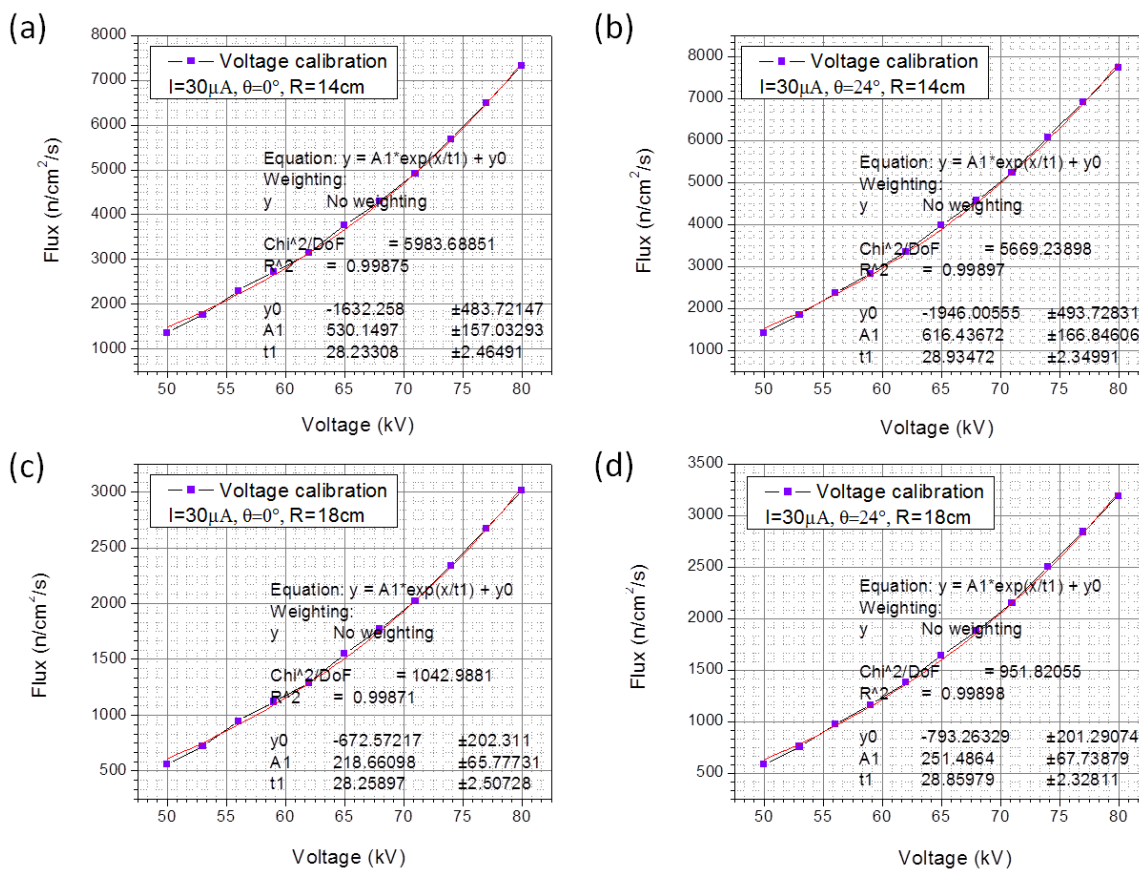 (a)
8000
7000
6000
5000
4000
3000
2000
1000
Flux (n/cm²/s)
Voltage calibration
I=30μA, θ=0°, R=14cm
Equation: y = A1*exp(x/t1) + y0
Weighting:
y No weighting
Chi^2/DoF = 5983.68851
R^2 = 0.99875
y0 -1632.258 ±483.72147
A1 530.1497 ±157.03293
t1 28.23308 ±2.46491
50 55 60 65 70 75 80
Voltage (kV)
(b)
8000
7000
6000
5000
4000
3000
2000
1000
Flux (n/cm²/s)
Voltage calibration
I=30μA, θ=24°, R=14cm
Equation: y = A1*exp(x/t1) + y0
Weighting:
y No weighting
Chi^2/DoF = 5669.23898
R^2 = 0.99897
y0 -1946.00555 ±493.72831
A1 616.43672 ±166.84606
t1 28.93472 ±2.34991
50 55 60 65 70 75 80
Voltage (kV)
(c)
3000
2500
2000
1500
1000
500
Flux (n/cm²/s)
Voltage calibration
I=30μA, θ=0°, R=18cm
Equation: y = A1*exp(x/t1) + y0
Weighting:
y No weighting
Chi^2/DoF = 1042.9881
R^2 = 0.99871
y0 -672.57217 ±202.311
A1 218.66098 ±65.77731
t1 28.25897 ±2.50728
50 55 60 65 70 75 80
Voltage (kV)
(d)
3500
3000
2500
2000
1500
1000
500
Flux (n/cm²/s)
Voltage calibration
I=30μA, θ=24°, R=18cm
Equation: y = A1*exp(x/t1) + y0
Weighting:
y No weighting
Chi^2/DoF = 951.82055
R^2 = 0.99898
y0 -793.26329 ±201.29074
A1 251.4864 ±67.73879
t1 28.85979 ±2.32811
50 55 60 65 70 75 80
Voltage (kV)